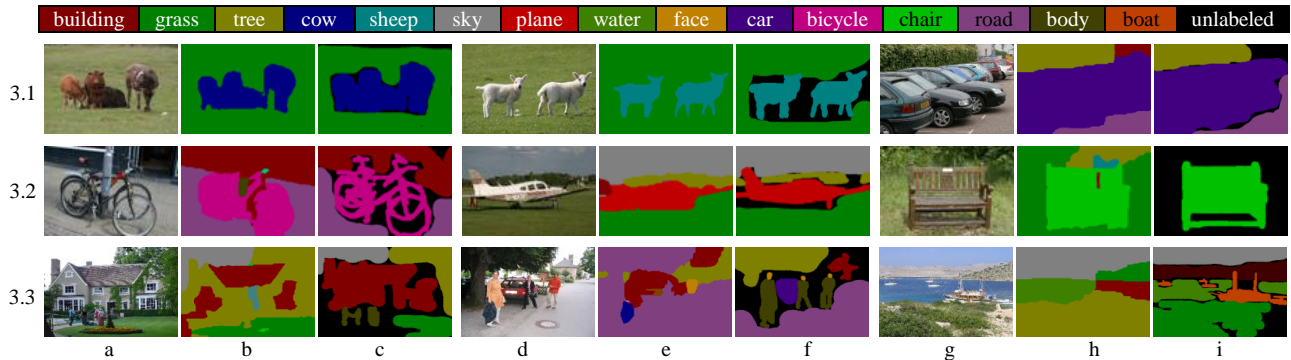 building grass tree cow sheep sky plane water face car bicycle chair road body boat unlabeled
3.1
3.2
3.3
a b c d e f g h i